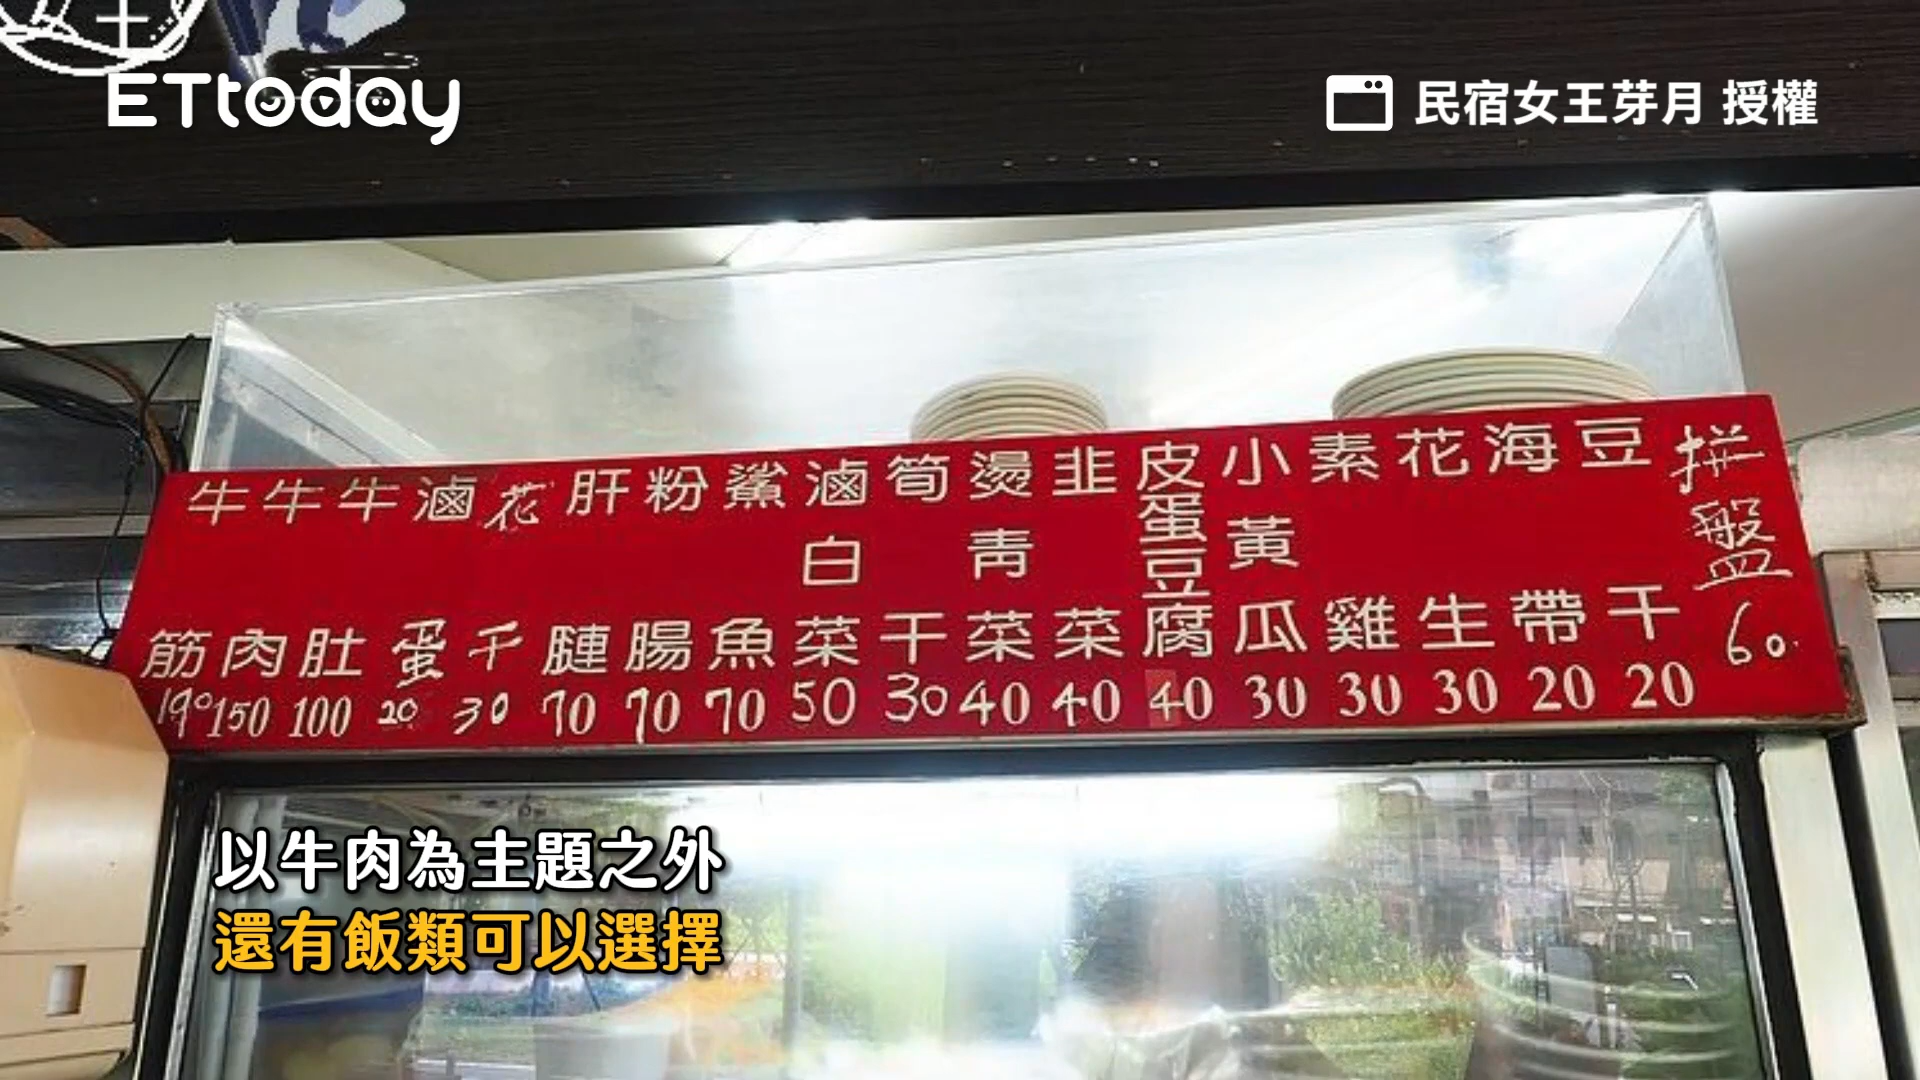 ETtoday
民宿女王芽月 授權
牛筋 190
牛肉 150
牛肚 100
滷蛋 20
花干 30
肝腱 70
粉腸 70
鯊魚 70
滷白菜 50
筍干 30
燙青菜 40
韭菜 40
皮蛋豆腐 40
小黃瓜 30
素雞 30
花生 30
海帶 20
豆干 20
拼盤 60
以牛肉為主題之外
還有飯類可以選擇